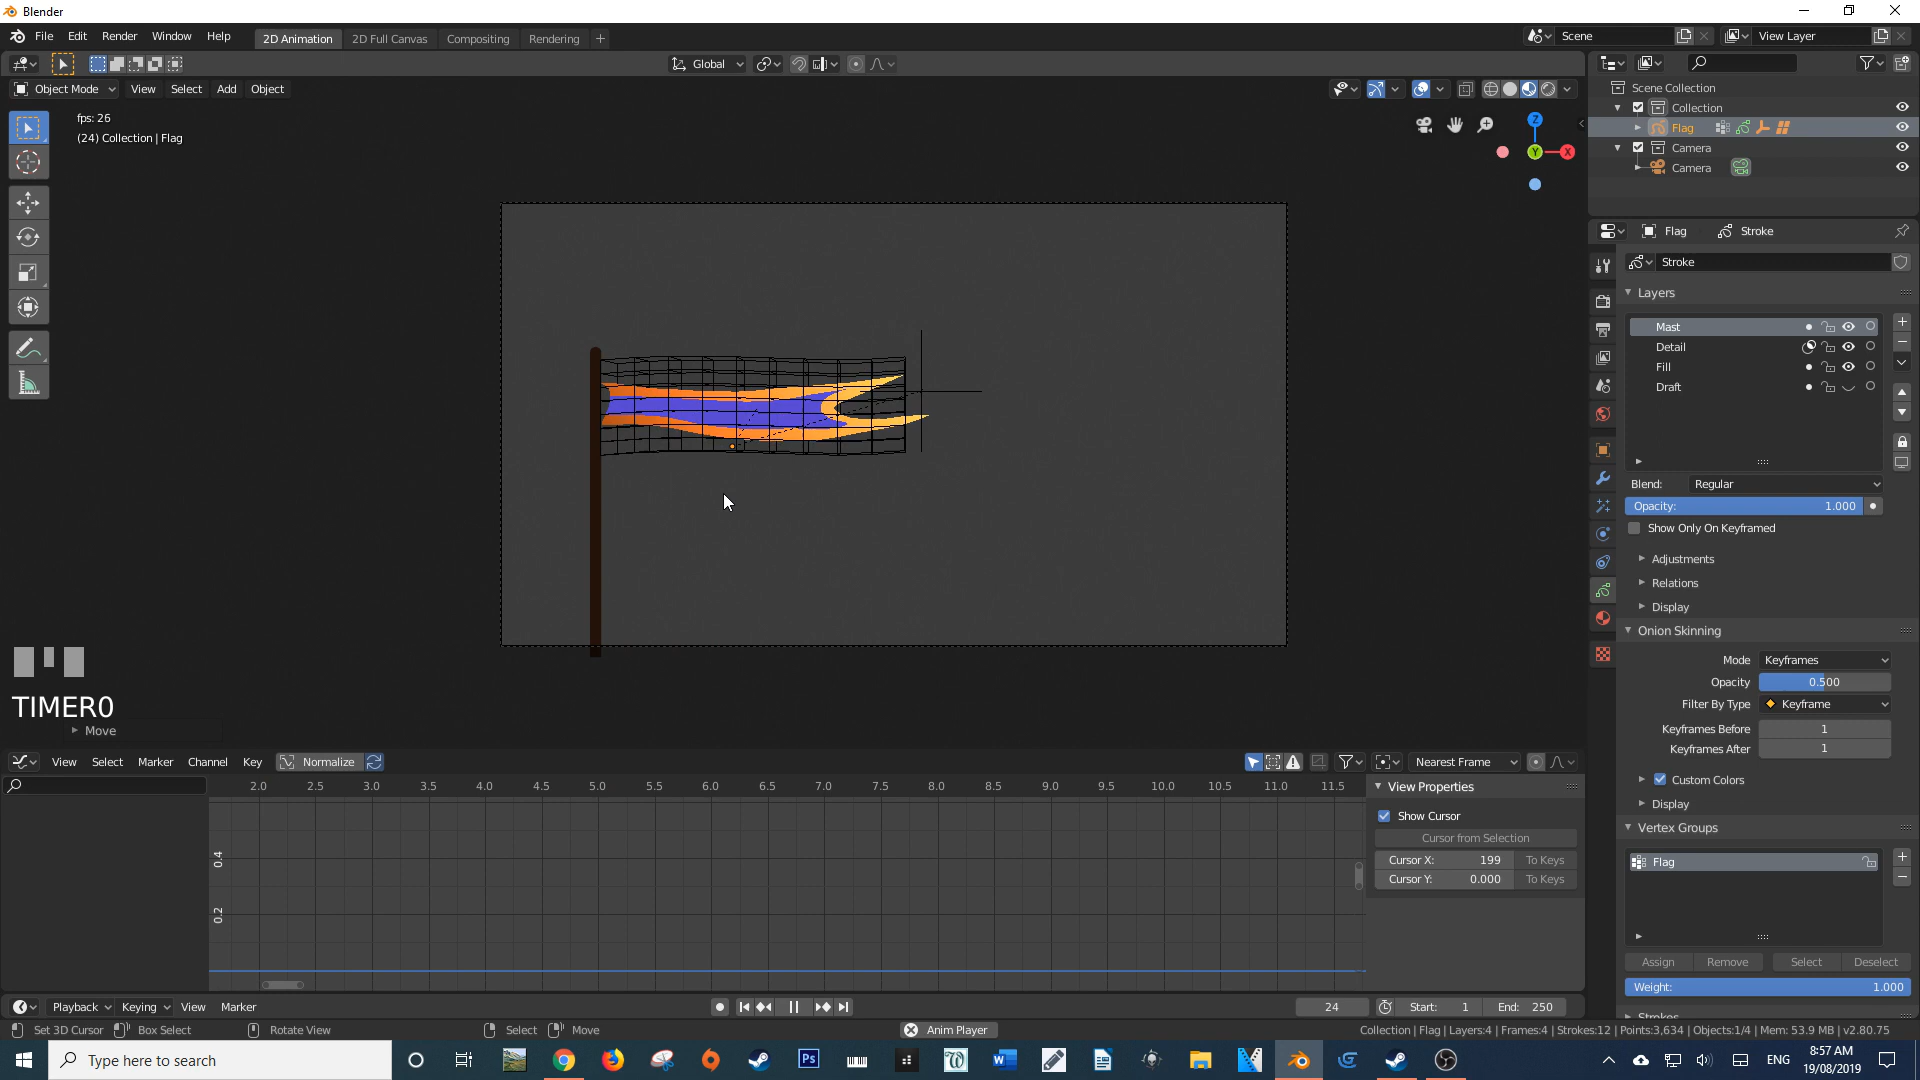 Blender
File Edit Render Window Help
2D Animation 2D Full Canvas Compositing Rendering +
Scene
View Layer
Global
Object Mode View Select Add Object
fps: 26
(24) Collection | Flag
Z
Y
X
Scene Collection
Collection
Flag
Camera
Camera
Flag Stroke
Stroke
Layers
Mast
Detail
Fill
Draft
Blend: Regular
Opacity: 1.000
Show Only On Keyframed
Adjustments
Relations
Display
Onion Skinning
Mode Keyframes
Opacity 0.500
Filter By Type Keyframe
Keyframes Before 1
Keyframes After 1
Custom Colors
Display
Vertex Groups
Flag
Assign Remove Select Deselect
Weight: 1.000
TIMER0
Move
View Select Marker Channel Key Normalize
Nearest Frame
2.0 2.5 3.0 3.5 4.0 4.5 5.0 5.5 6.0 6.5 7.0 7.5 8.0 8.5 9.0 9.5 10.0 10.5 11.0 11.5
0.4
0.2
View Properties
Show Cursor
Cursor from Selection
Cursor X: 199 To Keys
Cursor Y: 0.000 To Keys
Playback Keying View Marker
24 Start: 1 End: 250
Set 3D Cursor Box Select Rotate View Select Move
Anim Player
Collection | Flag | Layers:4 | Frames:4 | Strokes:12 | Points:3,634 | Objects:1/4 | Mem: 53.9 MB | v2.80.75
Type here to search
Ps
ENG
8:57 AM
19/08/2019